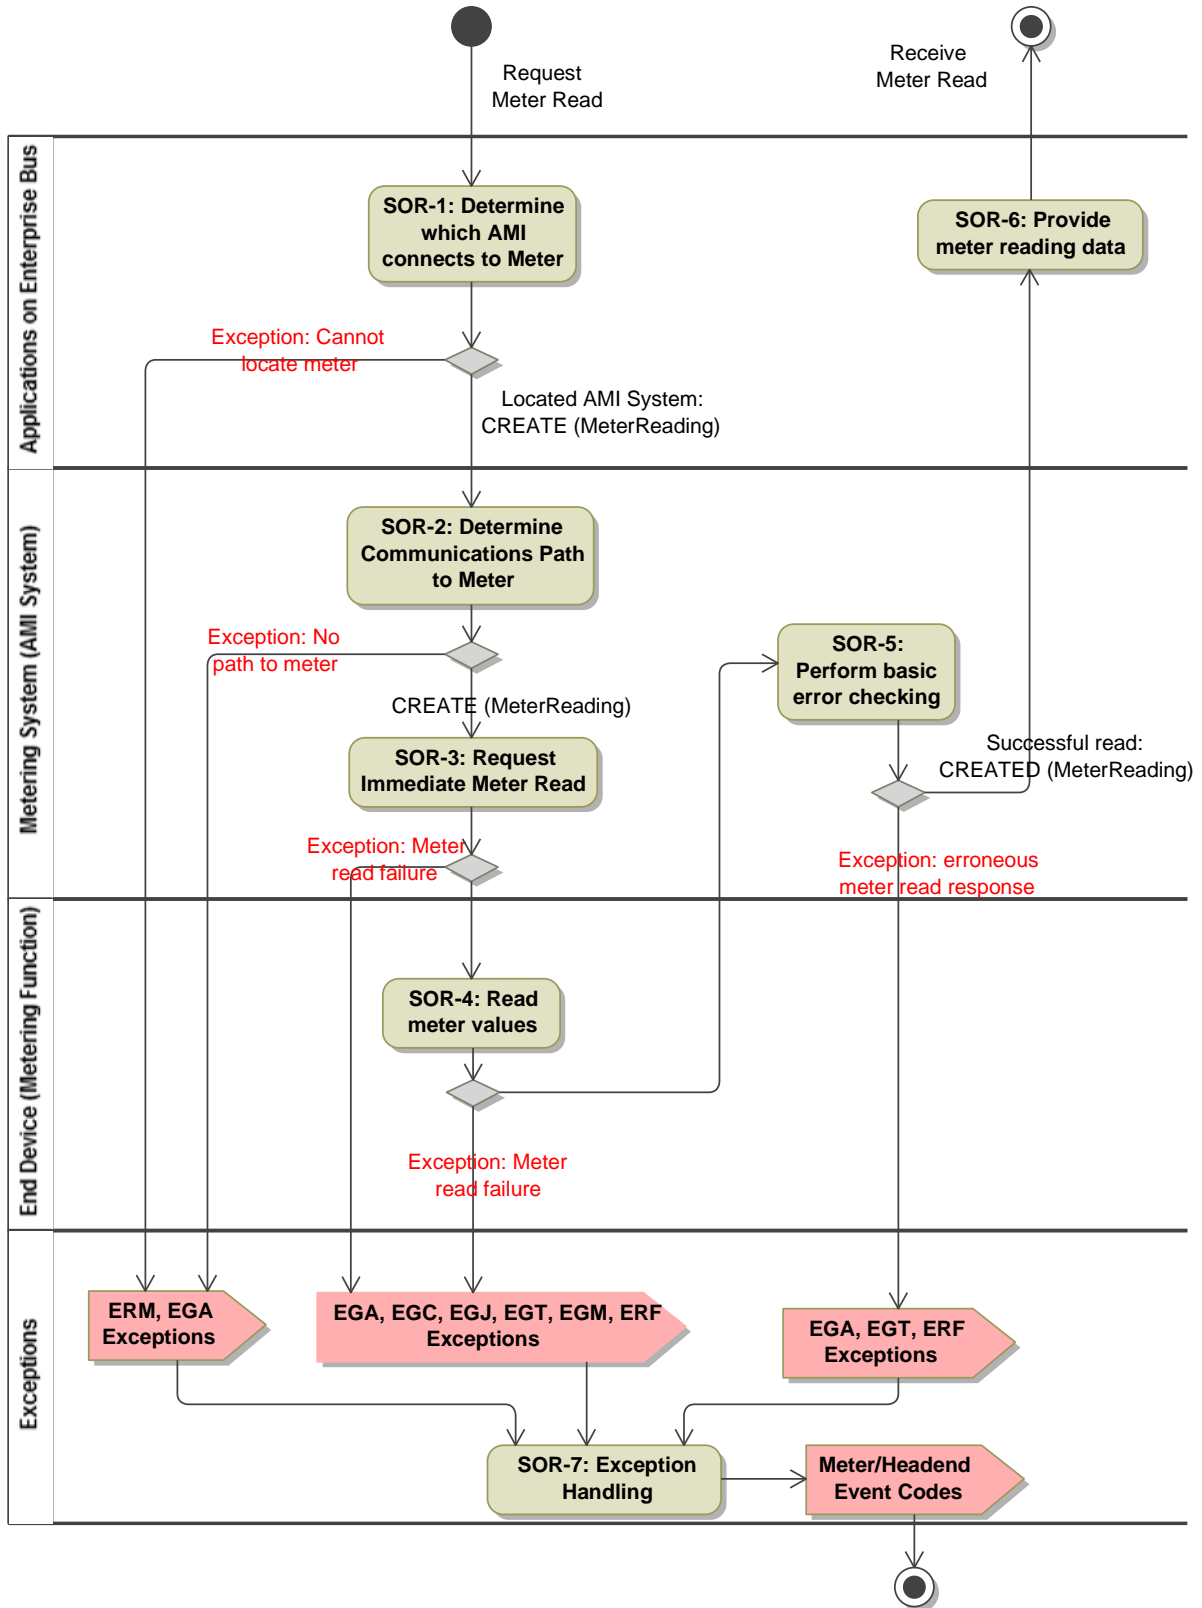 Request
Meter Read
Receive
Meter Read
Applications on Enterprise Bus
SOR-1: Determine
which AMI
connects to Meter
SOR-6: Provide
meter reading data
Exception: Cannot
locate meter
Located AMI System:
CREATE (MeterReading)
Metering System (AMI System)
SOR-2: Determine
Communications Path
to Meter
Exception: No
path to meter
SOR-5:
Perform basic
error checking
CREATE (MeterReading)
SOR-3: Request
Immediate Meter Read
Successful read:
CREATED (MeterReading)
Exception: Meter
read failure
Exception: erroneous
meter read response
End Device (Metering Function)
SOR-4: Read
meter values
Exception: Meter
read failure
Exceptions
ERM, EGA
Exceptions
EGA, EGC, EGJ, EGT, EGM, ERF
Exceptions
EGA, EGT, ERF
Exceptions
SOR-7: Exception
Handling
Meter/Headend
Event Codes